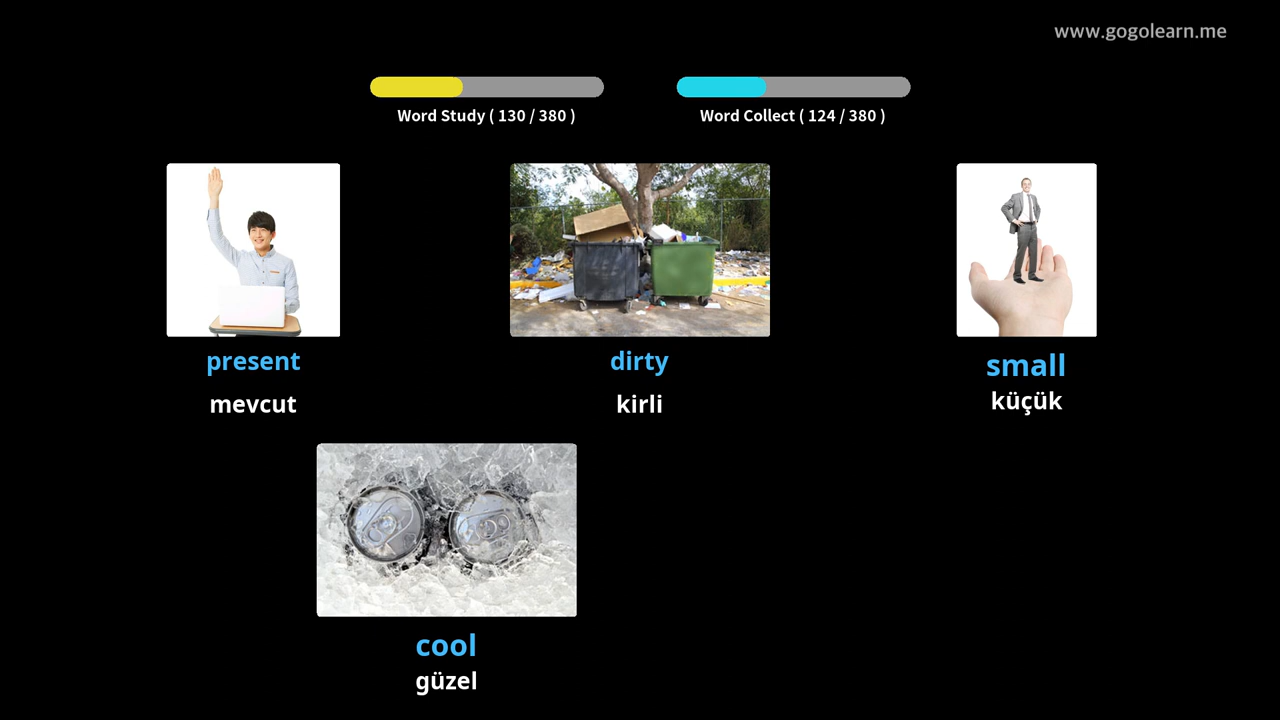 www.gogolearn.me
Word Study ( 130 / 380 )
Word Collect ( 124 / 380 )
present
dirty
small
mevcut
kirli
küçük
cool
güzel